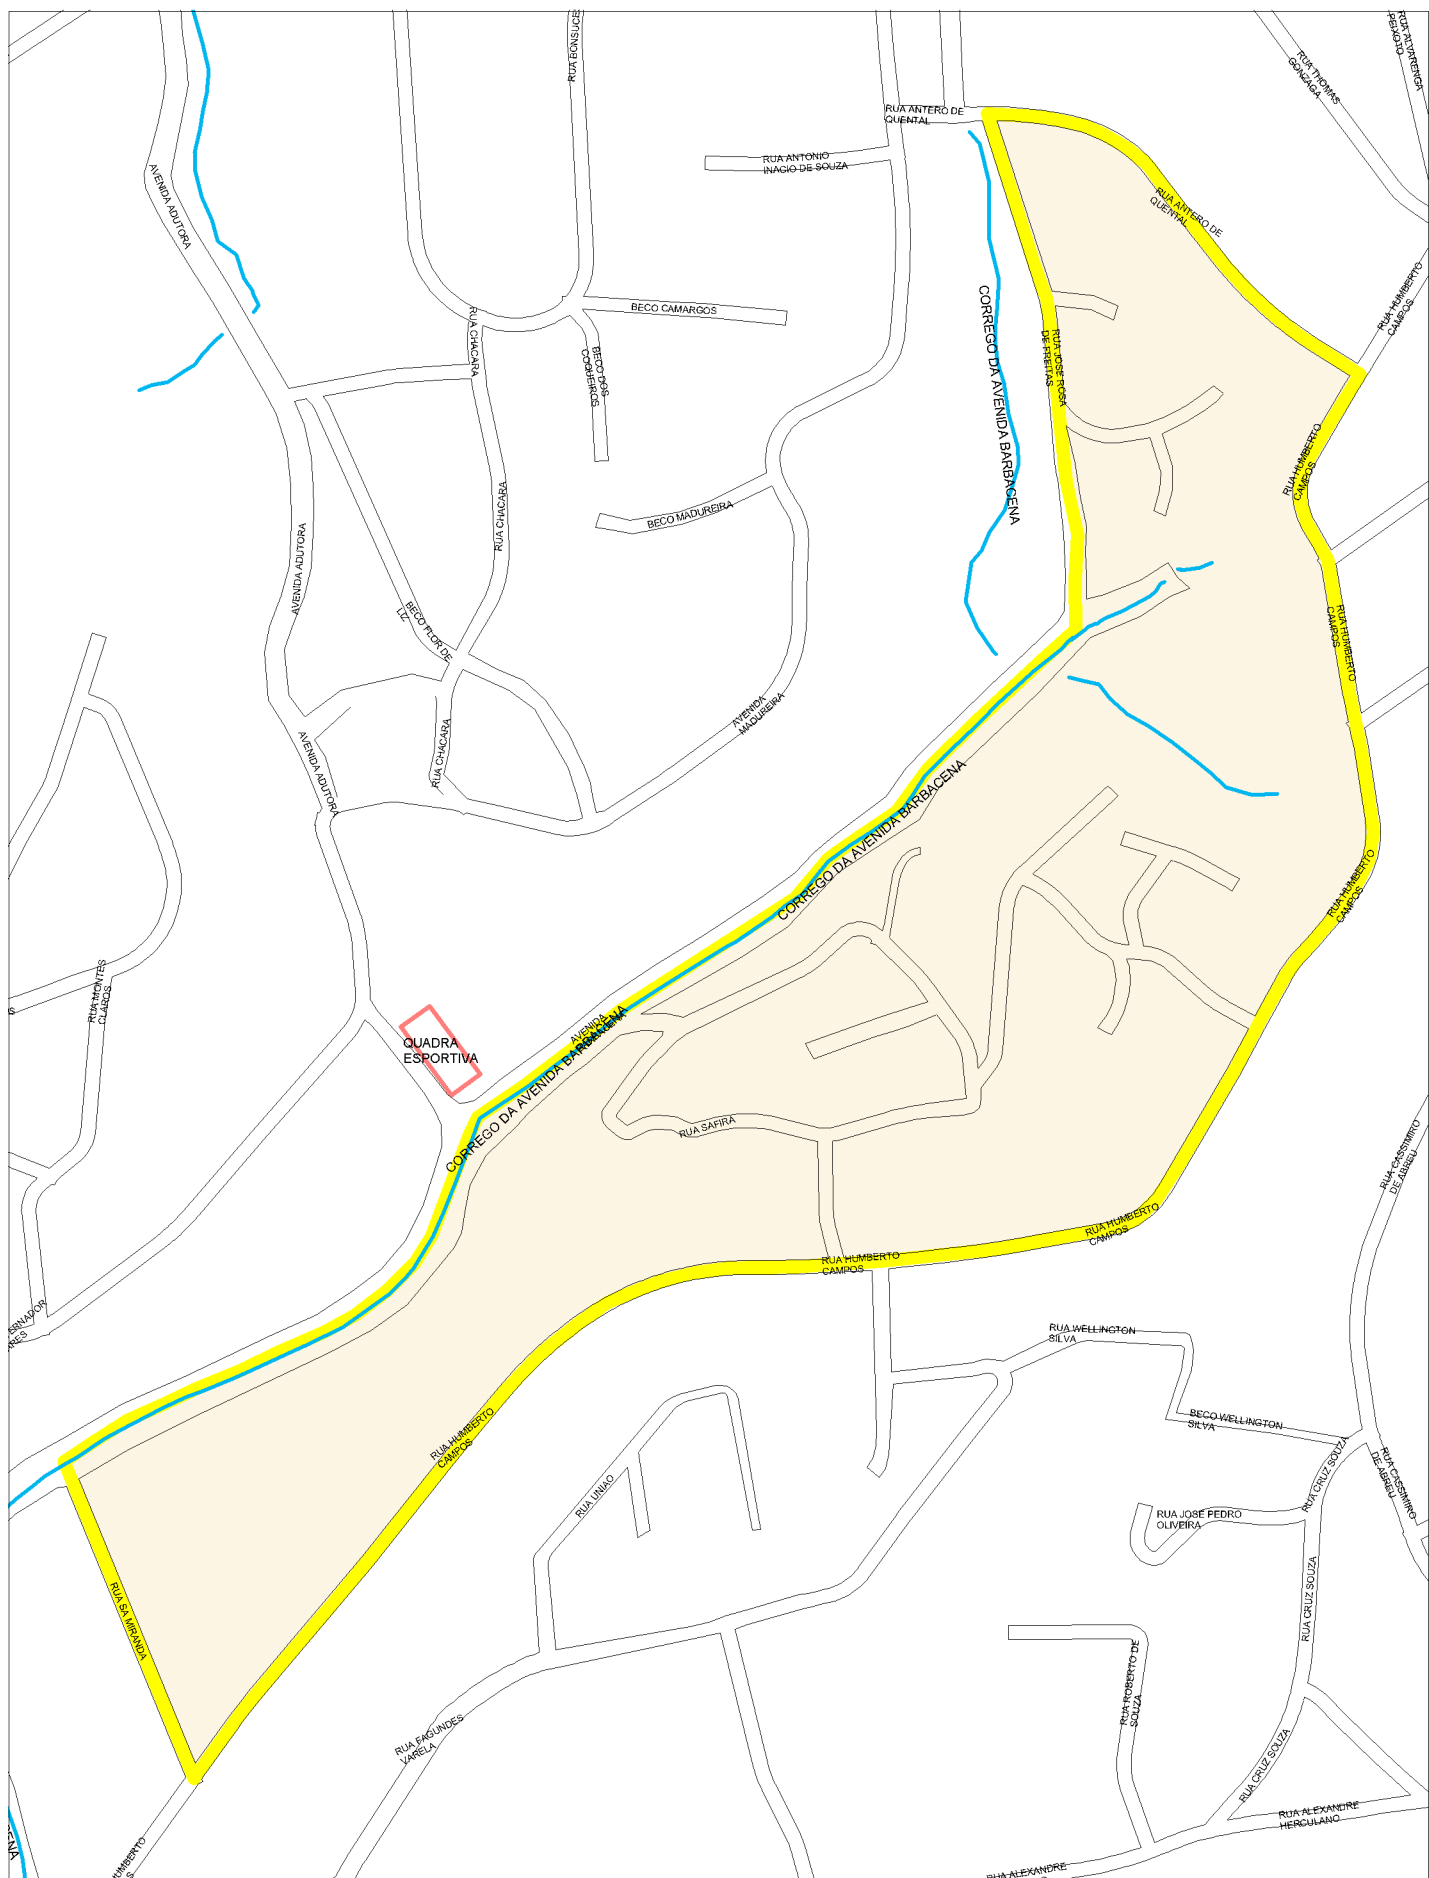 RUA BONSUCE
RUA ALVARENGA
PEIXOTO
RUA THOMAS
GONZAGA
RUA ANTERO DE
QUENTAL
RUA ANTONIO
INACIO DE SOUZA
AVENIDA ADUTORA
RUA ANTERO DE
QUENTAL
RUA HUMBERTO
CAMPOS
BECO CAMARGOS
RUA CHACARA
BECO DOS
COQUEIROS
CORREGO DA AVENIDA BARBACENA
RUA JOSE ROSA
DE FREITAS
RUA HUMBERTO
CAMPOS
RUA CHACARA
BECO MADUREIRA
AVENIDA ADUTORA
BECO FLOR DE
LIZ
RUA HUMBERTO
CAMPOS
AVENIDA
MADUREIRA
RUA CHACARA
AVENIDA ADUTORA
CORREGO DA AVENIDA BARBACENA
RUA HUMBERTO
CAMPOS
RUA MONTES
CLAROS
S
QUADRA
ESPORTIVA
AVENIDA
BARBACENA
CORREGO DA AVENIDA BARBACENA
RUA SAFIRA
RUA CASSIMIRO
DE ABREU
RUA HUMBERTO
CAMPOS
RUA HUMBERTO
CAMPOS
ERNADOR
ARES
RUA WELLINGTON
SILVA
BECO WELLINGTON
SILVA
RUA HUMBERTO
CAMPOS
RUA CRUZ SOUZA
RUA CASSIMIRO
DE ABREU
RUA UNIAO
RUA JOSE PEDRO
OLIVEIRA
RUA SA MIRANDA
RUA CRUZ SOUZA
RUA ROBERTO DE
SOUZA
RUA FAGUNDES
VARELA
RUA CRUZ SOUZA
RUA ALEXANDRE
HERCULANO
ENA
UMBERTO
S
RUA ALEXANDRE